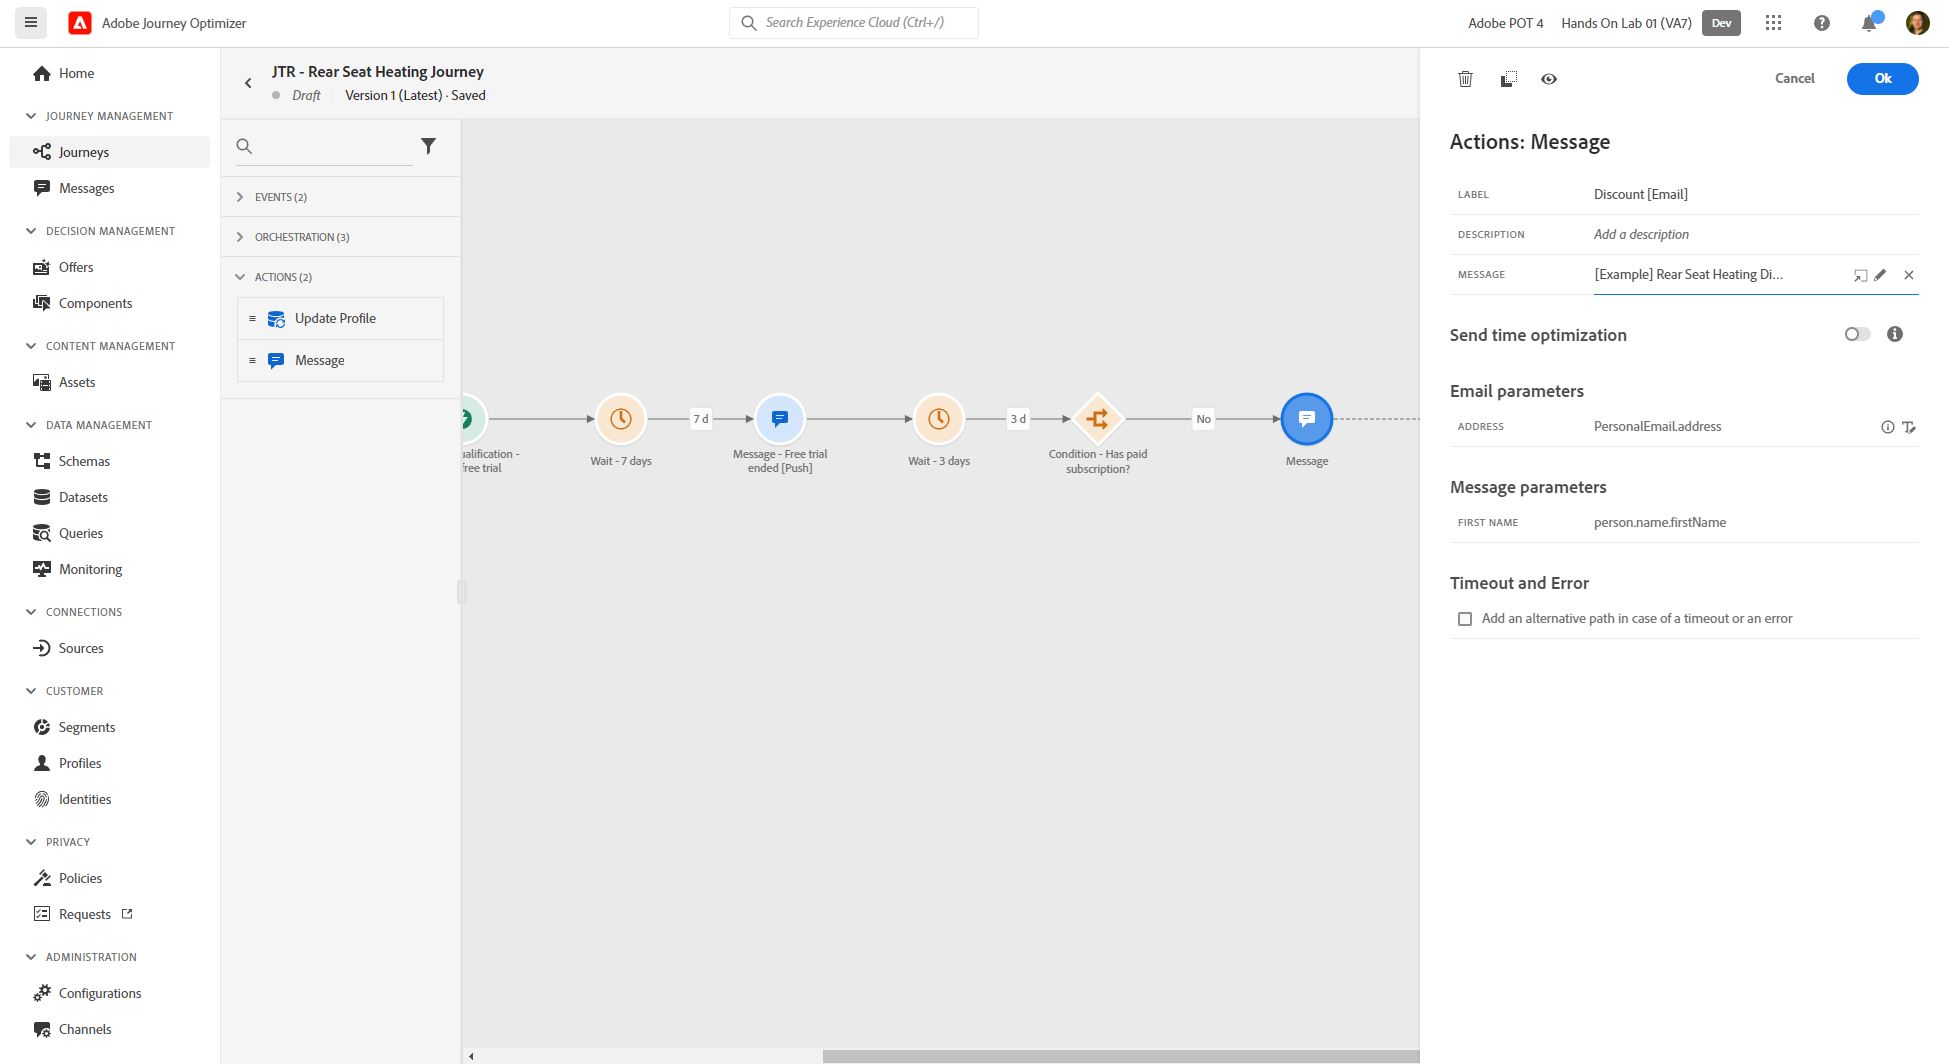 Adobe Journey Optimizer
Search Experience Cloud (Ctrl+/)
Adobe POT 4
Hands On Lab 01 (VA7)
Dev
Home
JOURNEY MANAGEMENT
Journeys
Messages
DECISION MANAGEMENT
Offers
Components
CONTENT MANAGEMENT
Assets
DATA MANAGEMENT
Schemas
Datasets
Queries
Monitoring
CONNECTIONS
Sources
CUSTOMER
Segments
Profiles
Identities
PRIVACY
Policies
Requests
ADMINISTRATION
Configurations
Channels
JTR - Rear Seat Heating Journey
Draft
Version 1 (Latest) · Saved
EVENTS (2)
ORCHESTRATION (3)
ACTIONS (2)
Update Profile
Message
ualification -
free trial
Wait - 7 days
7 d
Message - Free trial
ended [Push]
Wait - 3 days
3 d
Condition - Has paid
subscription?
No
Message
Cancel
Ok
Actions: Message
LABEL
Discount [Email]
DESCRIPTION
Add a description
MESSAGE
[Example] Rear Seat Heating Di...
Send time optimization
Email parameters
ADDRESS
PersonalEmail.address
Message parameters
FIRST NAME
person.name.firstName
Timeout and Error
Add an alternative path in case of a timeout or an error